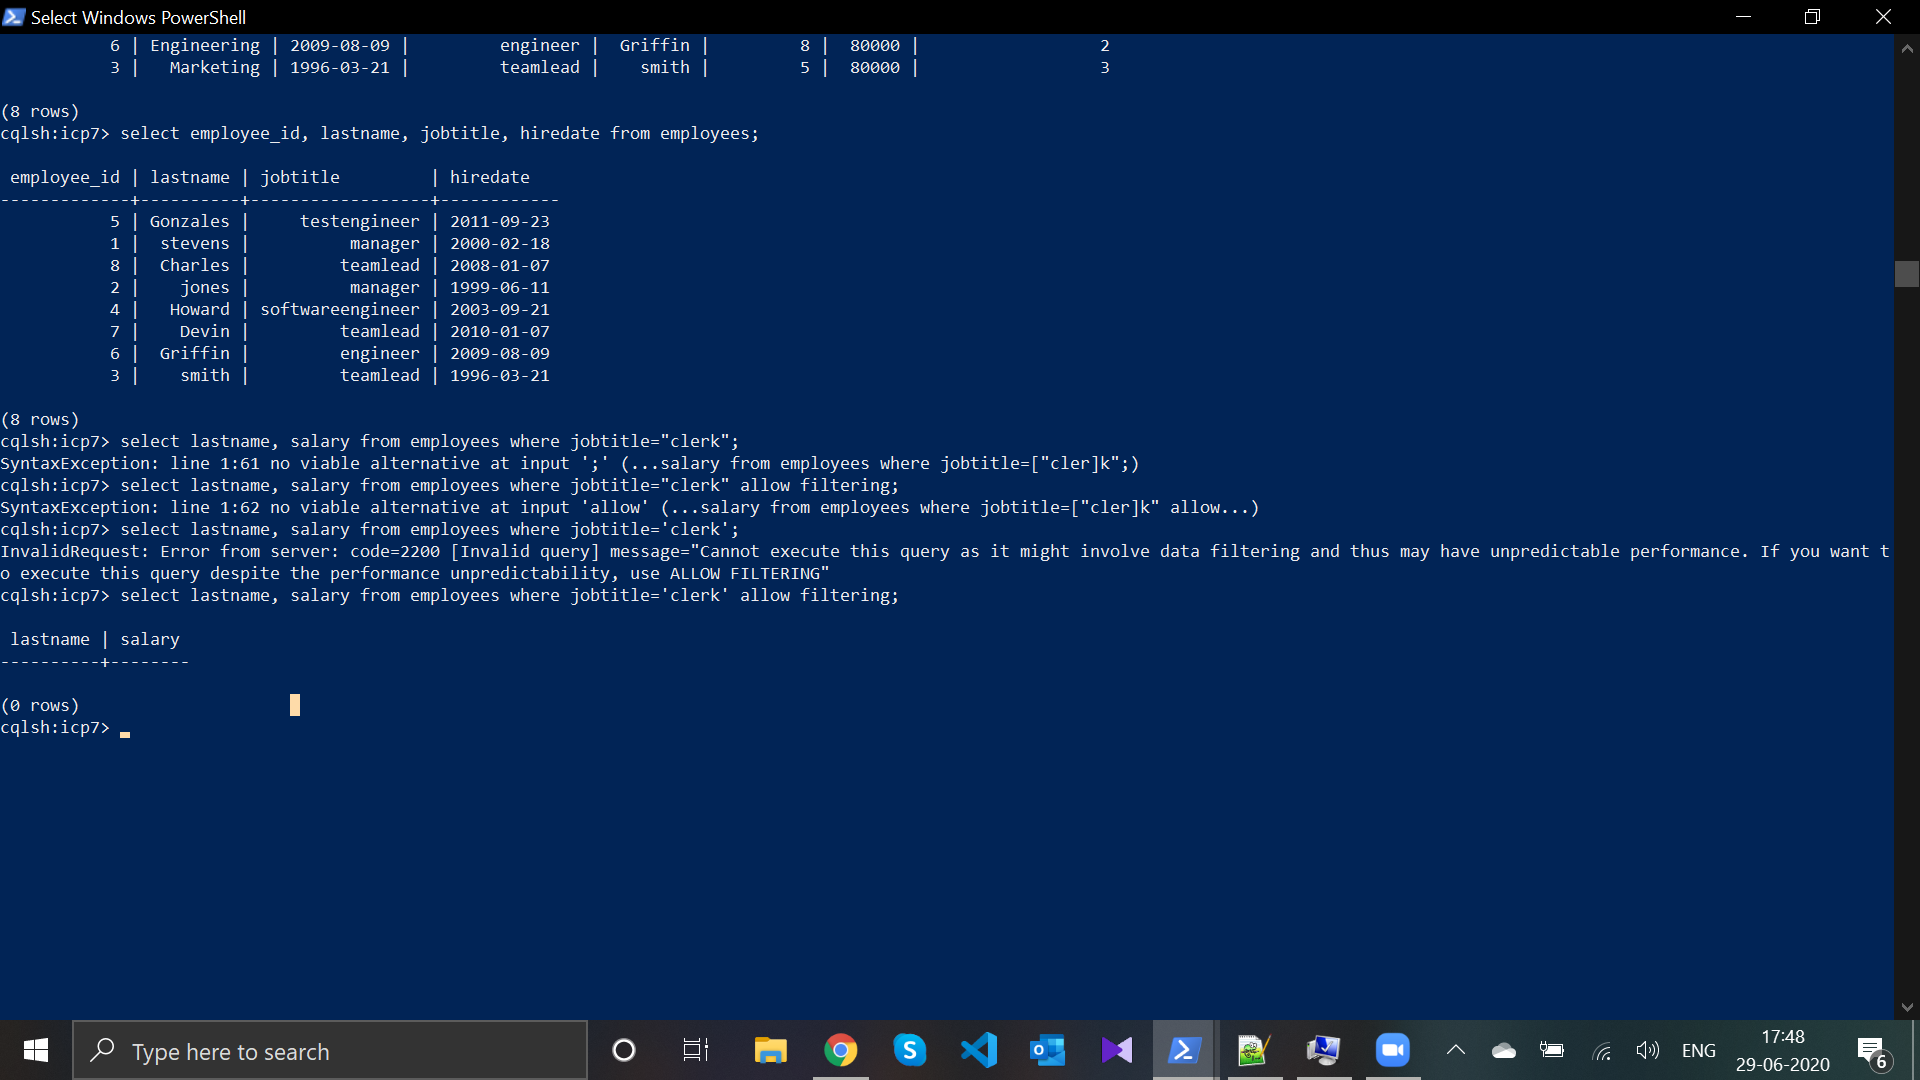 Select Windows PowerShell
6 | Engineering | 2009-08-09 |         engineer |  Griffin |         8 |  80000 |                  2
3 |   Marketing | 1996-03-21 |         teamlead |    smith |         5 |  80000 |                  3
(8 rows)
cqlsh:icp7> select employee_id, lastname, jobtitle, hiredate from employees;
employee_id | lastname | jobtitle         | hiredate
-------------+----------+------------------+------------
5 | Gonzales |     testengineer | 2011-09-23
1 |  stevens |          manager | 2000-02-18
8 |  Charles |         teamlead | 2008-01-07
2 |    jones |          manager | 1999-06-11
4 |   Howard | softwareengineer | 2003-09-21
7 |    Devin |         teamlead | 2010-01-07
6 |  Griffin |         engineer | 2009-08-09
3 |    smith |         teamlead | 1996-03-21
(8 rows)
cqlsh:icp7> select lastname, salary from employees where jobtitle="clerk";
SyntaxException: line 1:61 no viable alternative at input ';' (...salary from employees where jobtitle=["cler]k";)
cqlsh:icp7> select lastname, salary from employees where jobtitle="clerk" allow filtering;
SyntaxException: line 1:62 no viable alternative at input 'allow' (...salary from employees where jobtitle=["cler]k" allow...)
cqlsh:icp7> select lastname, salary from employees where jobtitle='clerk';
InvalidRequest: Error from server: code=2200 [Invalid query] message="Cannot execute this query as it might involve data filtering and thus may have unpredictable performance. If you want t
o execute this query despite the performance unpredictability, use ALLOW FILTERING"
cqlsh:icp7> select lastname, salary from employees where jobtitle='clerk' allow filtering;
lastname | salary
----------+--------
(0 rows)
cqlsh:icp7>
Type here to search
ENG
17:48
29-06-2020
6